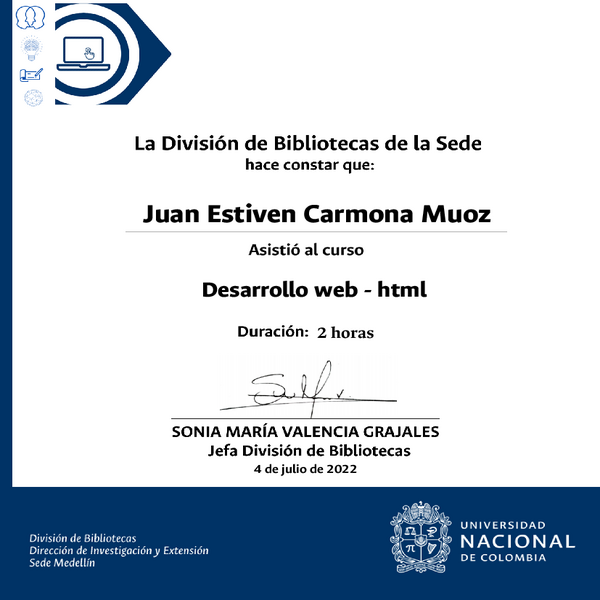 La División de Bibliotecas de la Sede
hace constar que:
Juan Estiven Carmona Muoz
Asistió al curso
Desarrollo web - html
Duración: 2 horas
SONIA MARÍA VALENCIA GRAJALES
Jefa División de Bibliotecas
4 de julio de 2022
División de Bibliotecas
Dirección de Investigación y Extensión
Sede Medellín
UNIVERSIDAD
NACIONAL
DE COLOMBIA